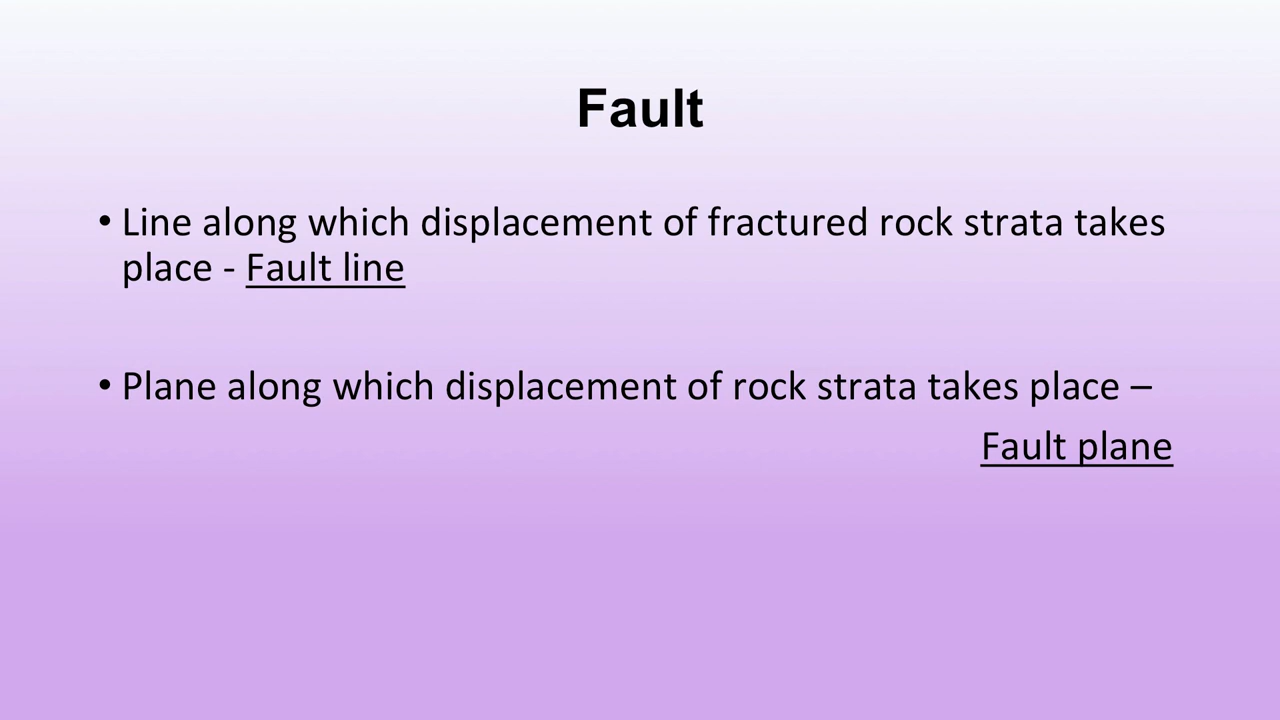 Fault
• Line along which displacement of fractured rock strata takes
place - Fault line
• Plane along which displacement of rock strata takes place –
Fault plane